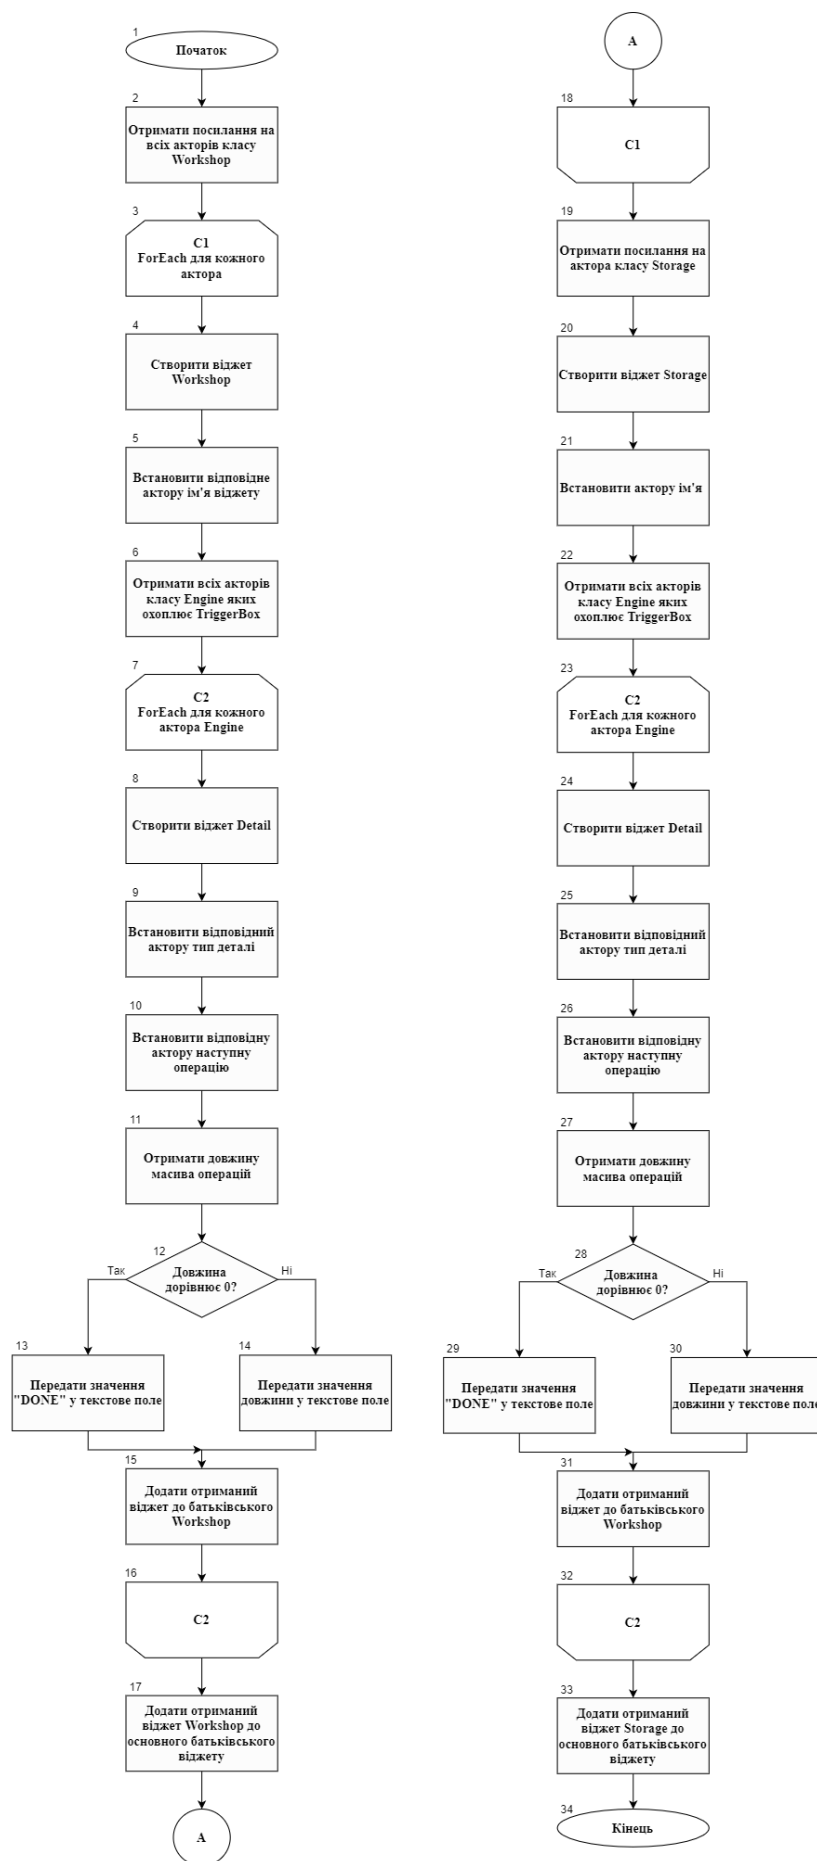 1
Початок
2
Отримати посилання на
всіх акторів класу
Workshop
3
C1
ForEach для кожного
актора
4
Створити віджет
Workshop
5
Встановити відповідне
актору ім'я віджету
6
Отримати всіх акторів
класу Engine яких
охоплює TriggerBox
7
C2
ForEach для кожного
актора Engine
8
Створити віджет Detail
9
Встановити відповідний
актору тип деталі
10
Встановити відповідну
актору наступну
операцію
11
Отримати довжину
масива операцій
12
Довжина
дорівнює 0?
Так
Ні
13
Передати значення
"DONE" у текстове поле
14
Передати значення
довжини у текстове поле
15
Додати отриманий
віджет до батьківського
Workshop
16
C2
17
Додати отриманий
віджет Workshop до
основного батьківського
віджету
A
A
18
C1
19
Отримати посилання на
актора класу Storage
20
Створити віджет Storage
21
Встановити актору ім'я
22
Отримати всіх акторів
класу Engine яких
охоплює TriggerBox
23
C2
ForEach для кожного
актора Engine
24
Створити віджет Detail
25
Встановити відповідний
актору тип деталі
26
Встановити відповідну
актору наступну
операцію
27
Отримати довжину
масива операцій
28
Довжина
дорівнює 0?
Так
Ні
29
Передати значення
"DONE" у текстове поле
30
Передати значення
довжини у текстове поле
31
Додати отриманий
віджет до батьківського
Workshop
32
C2
33
Додати отриманий
віджет Storage до
основного батьківського
віджету
34
Кінець